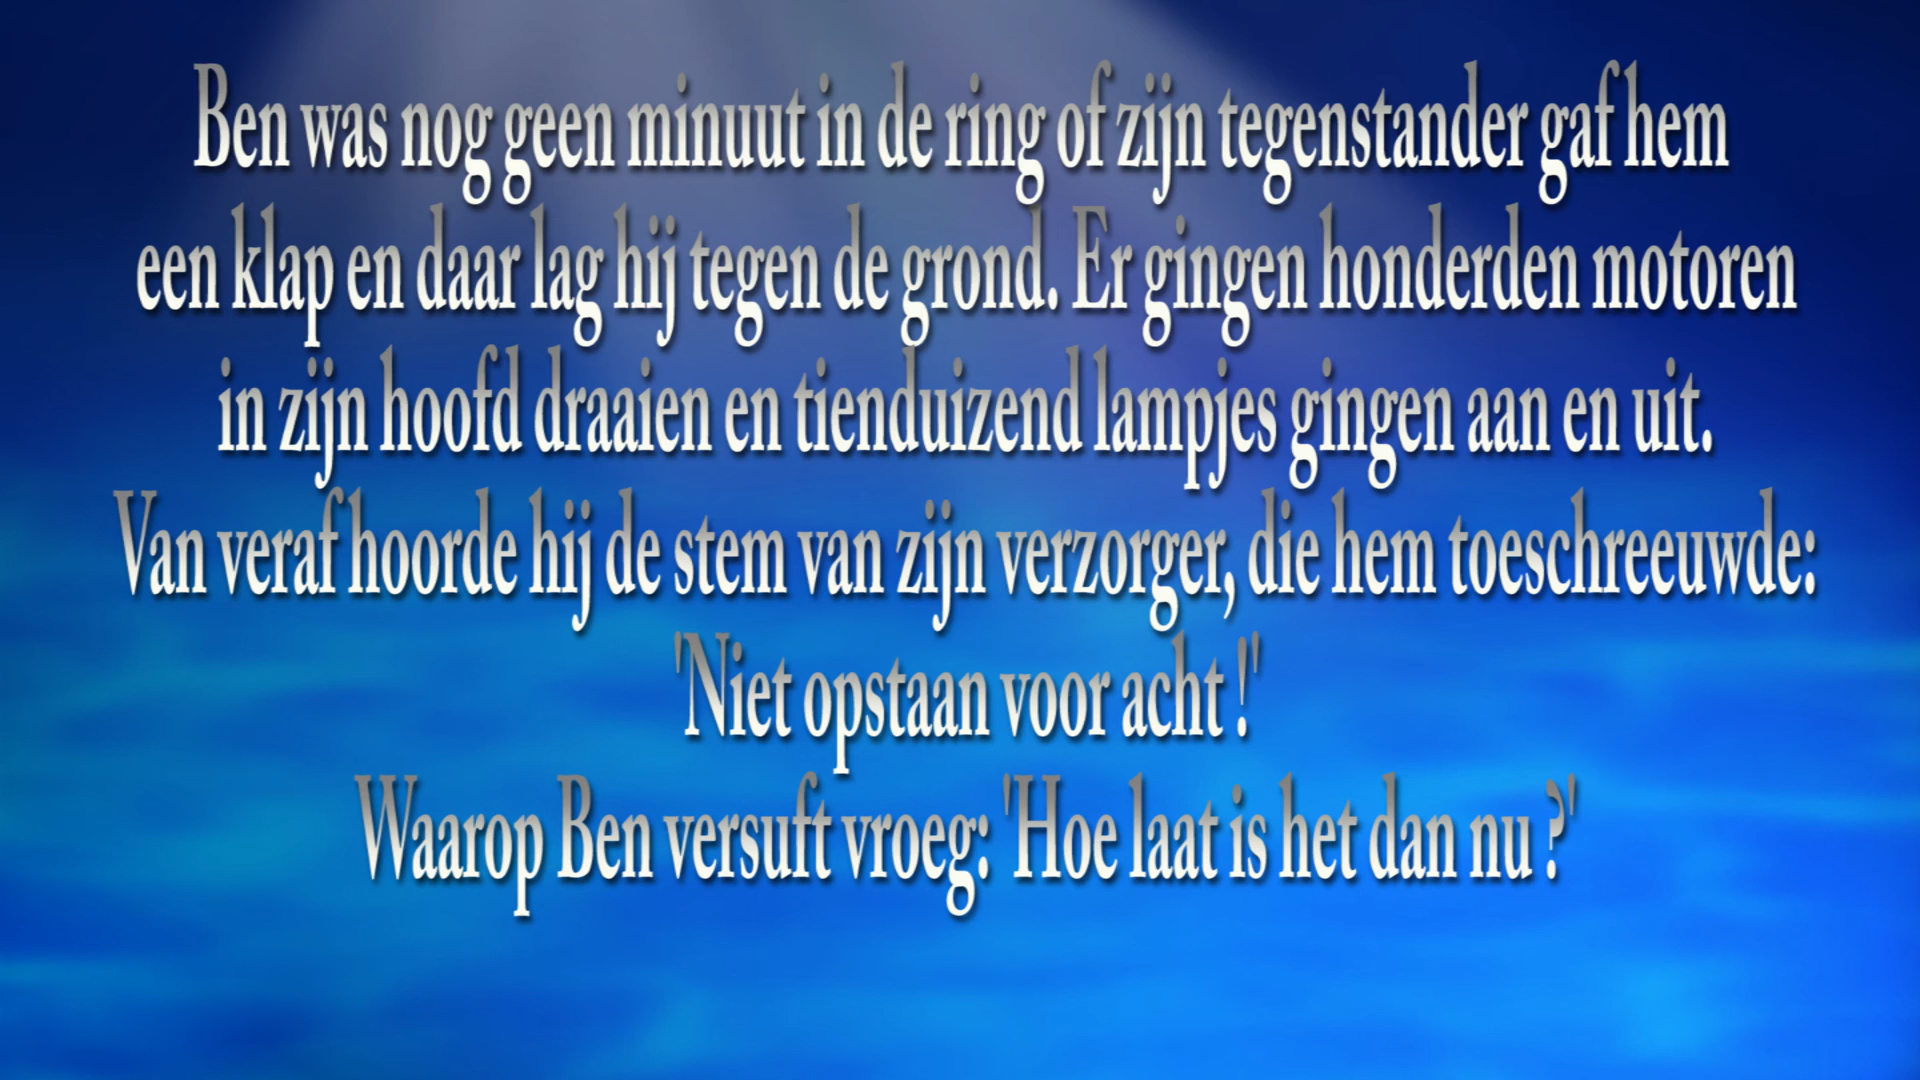 Ben was nog geen minuut in de ring of zijn tegenstander gaf hem
een klap en daar lag hij tegen de grond. Er gingen honderden motoren
in zijn hoofd draaien en tienduizend lampjes gingen aan en uit.
Van veraf hoorde hij de stem van zijn verzorger, die hem toeschreeuwde:
'Niet opstaan voor acht !'
Waarop Ben versuft vroeg: 'Hoe laat is het dan nu ?'